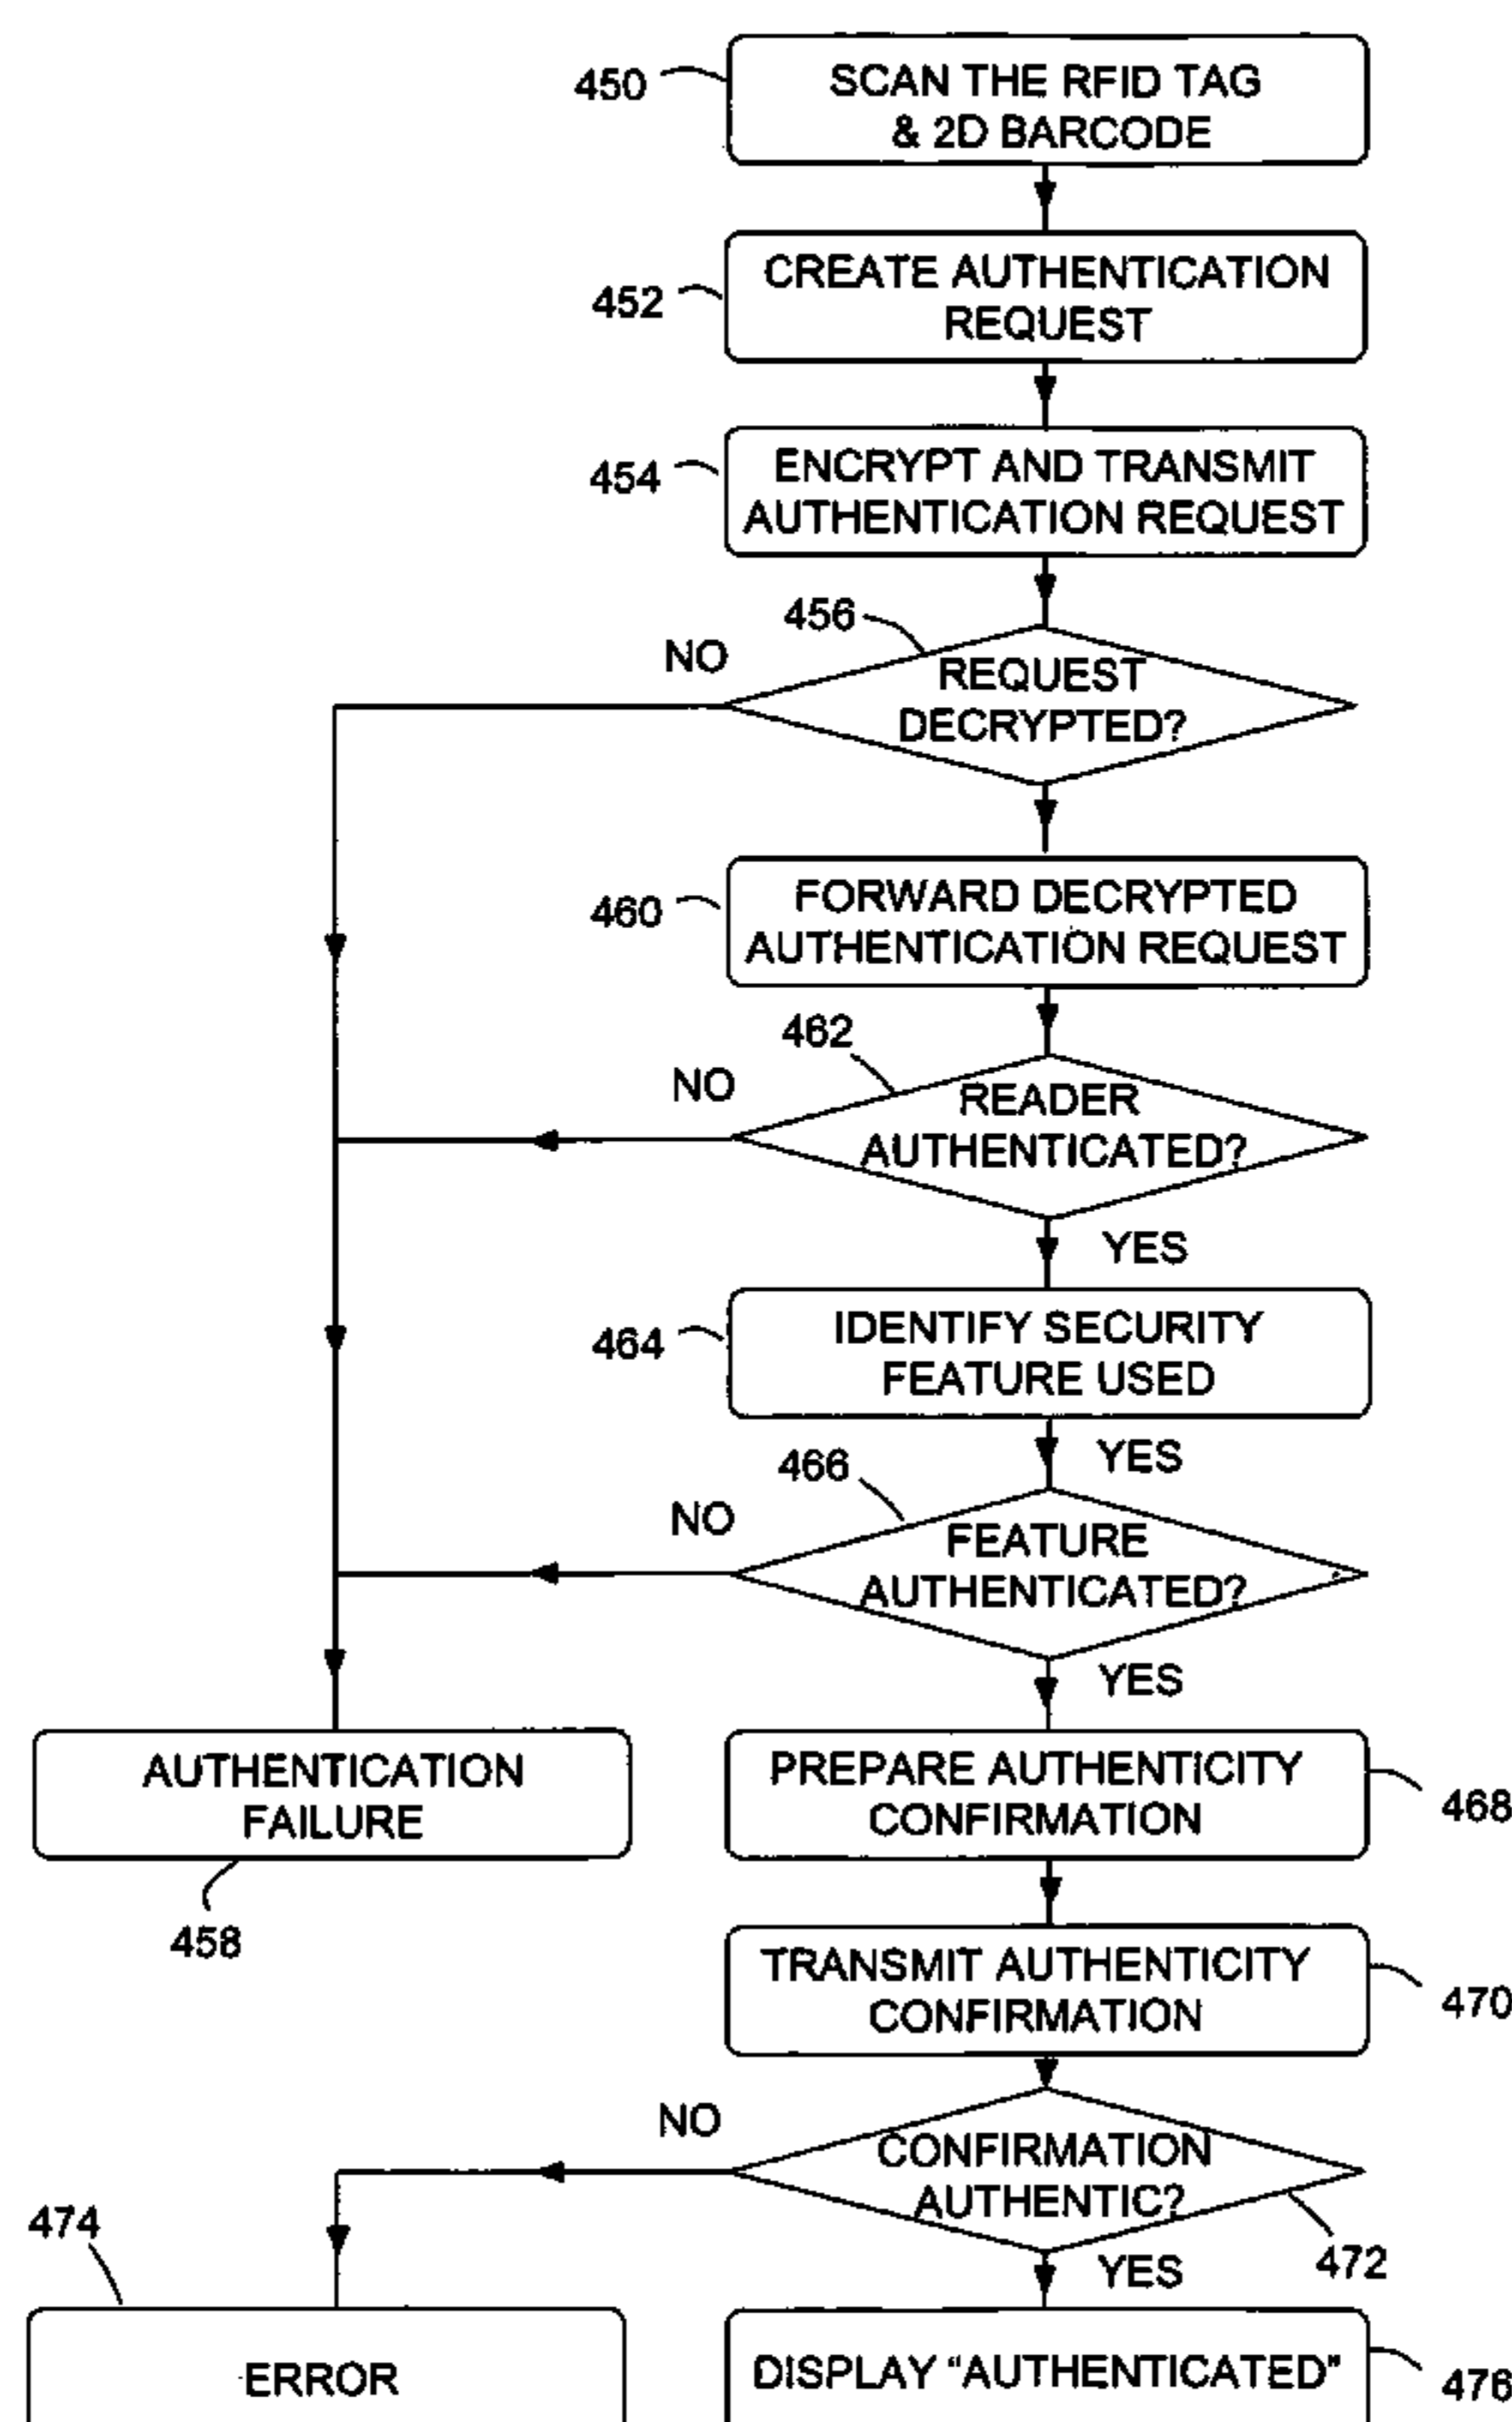 450
SCAN THE RFID TAG
& 2D BARCODE
452
CREATE AUTHENTICATION
REQUEST
454
ENCRYPT AND TRANSMIT
AUTHENTICATION REQUEST
456
NO
REQUEST
DECRYPTED?
460
FORWARD DECRYPTED
AUTHENTICATION REQUEST
462
NO
READER
AUTHENTICATED?
YES
464
IDENTIFY SECURITY
FEATURE USED
YES
466
NO
FEATURE
AUTHENTICATED?
YES
AUTHENTICATION
FAILURE
458
PREPARE AUTHENTICITY
CONFIRMATION
468
TRANSMIT AUTHENTICITY
CONFIRMATION
470
NO
CONFIRMATION
AUTHENTIC?
472
YES
474
ERROR
DISPLAY “AUTHENTICATED”
476